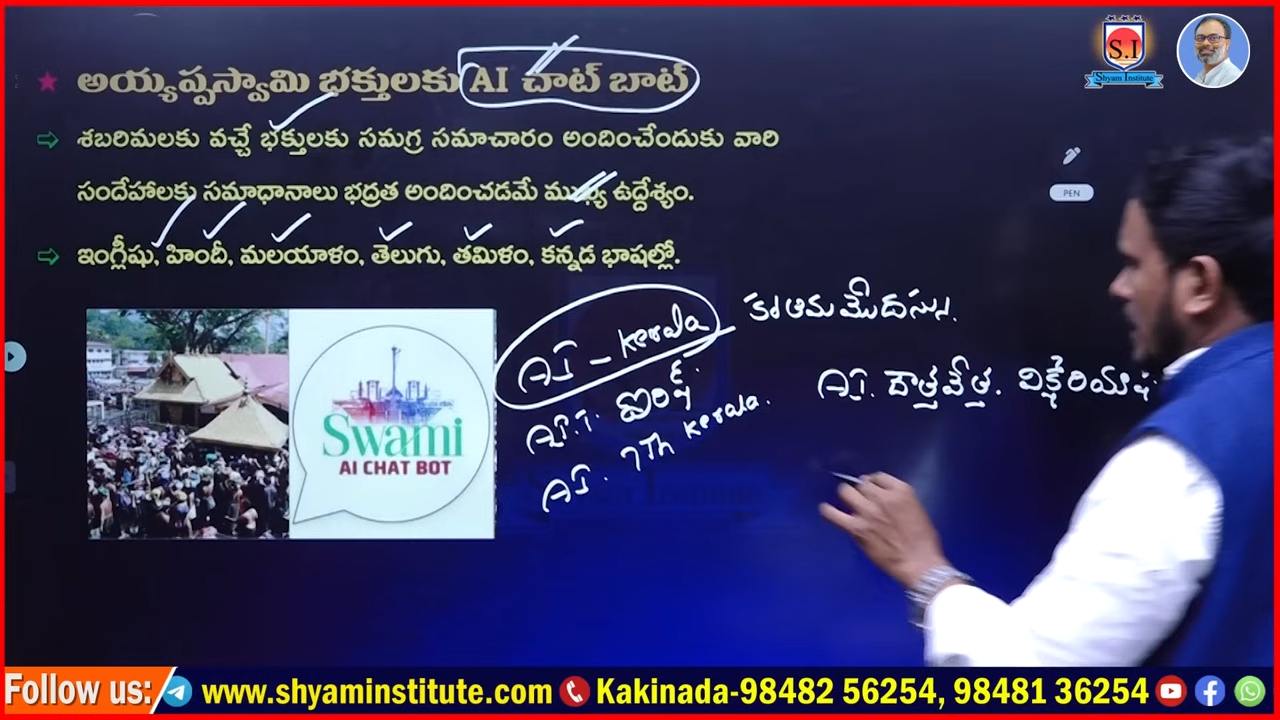 అయ్యప్పస్వామి భక్తులకు AI చాట్ బాట్
శబరిమలకు వచ్చే భక్తులకు సమగ్ర సమాచారం అందించేందుకు వారి
సందేహాలకు సమాధానాలు భద్రత అందించడమే ముఖ్య ఉద్దేశ్యం.
ఇంగ్లీషు, హిందీ, మలయాళం, తెలుగు, తమిళం, కన్నడ భాషల్లో.
S.I
Shyam Institute
PEN
Swami
AI CHAT BOT
AI - kerala
AI.
AI. 7Th kerala.
AI.
Follow us: www.shyaminstitute.com Kakinada-98482 56254, 98481 36254